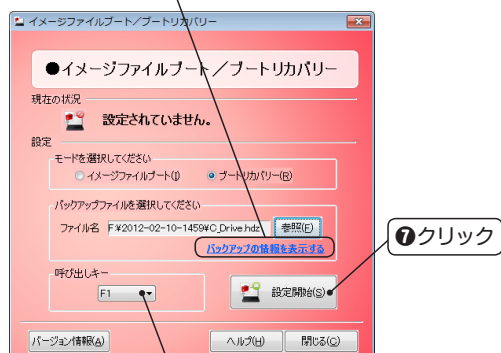 イメージファイルブート／ブートリカバリー
●イメージファイルブート／ブートリカバリー
現在の状況
設定されていません。
設定
モードを選択してください
イメージファイルブート(I) ブートリカバリー(R)
バックアップファイルを選択してください
ファイル名 F:¥2012-02-10-1459¥C_Drive.hdz 参照(F)
バックアップの情報を表示する
❼クリック
呼び出しキー
F1
設定開始(S)
バージョン情報(A) ヘルプ(H) 閉じる(C)